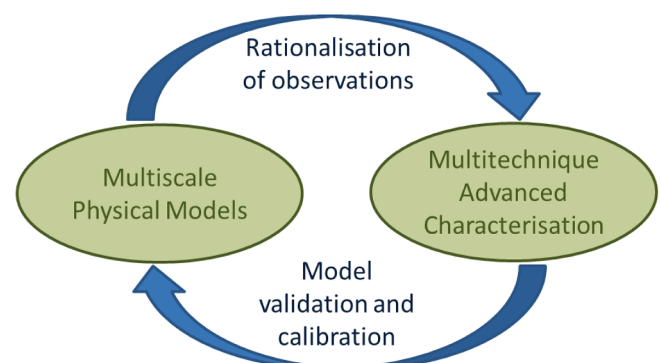 Rationalisation
of observations
Multiscale
Physical Models
Multitechnique
Advanced
Characterisation
Model
validation and
calibration